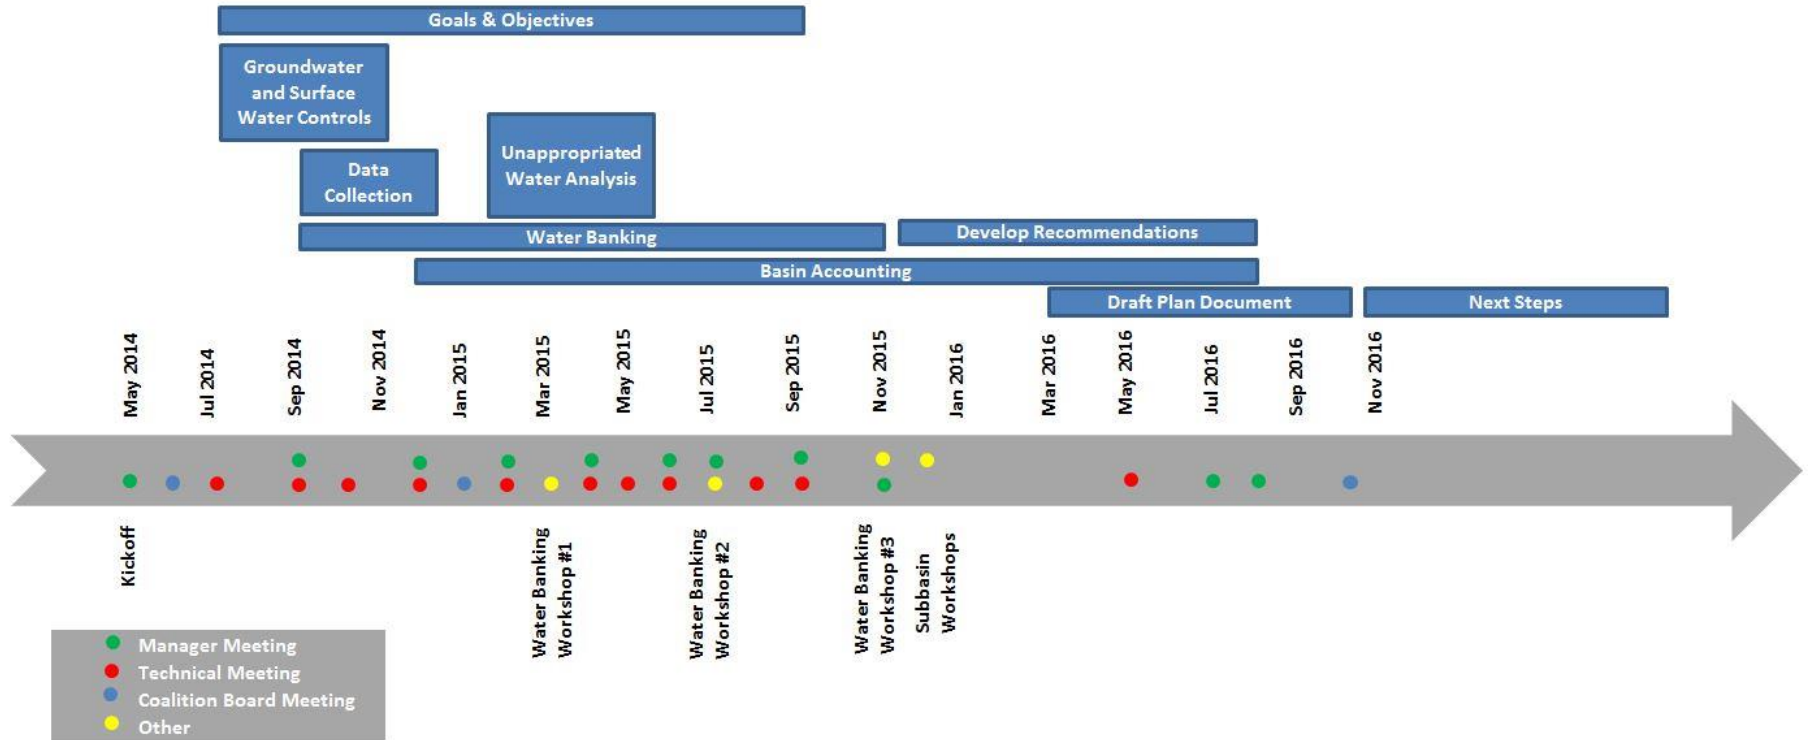 Goals & Objectives
Groundwater
and Surface
Water Controls
Data
Collection
Unappropriated
Water Analysis
Water Banking
Develop Recommendations
Basin Accounting
Draft Plan Document
Next Steps
May 2014
Jul 2014
Sep 2014
Nov 2014
Jan 2015
Mar 2015
May 2015
Jul 2015
Sep 2015
Nov 2015
Jan 2016
Mar 2016
May 2016
Jul 2016
Sep 2016
Nov 2016
Kickoff
Water Banking
Workshop #1
Water Banking
Workshop #2
Water Banking
Workshop #3
Subbasin
Workshops
Manager Meeting
Technical Meeting
Coalition Board Meeting
Other